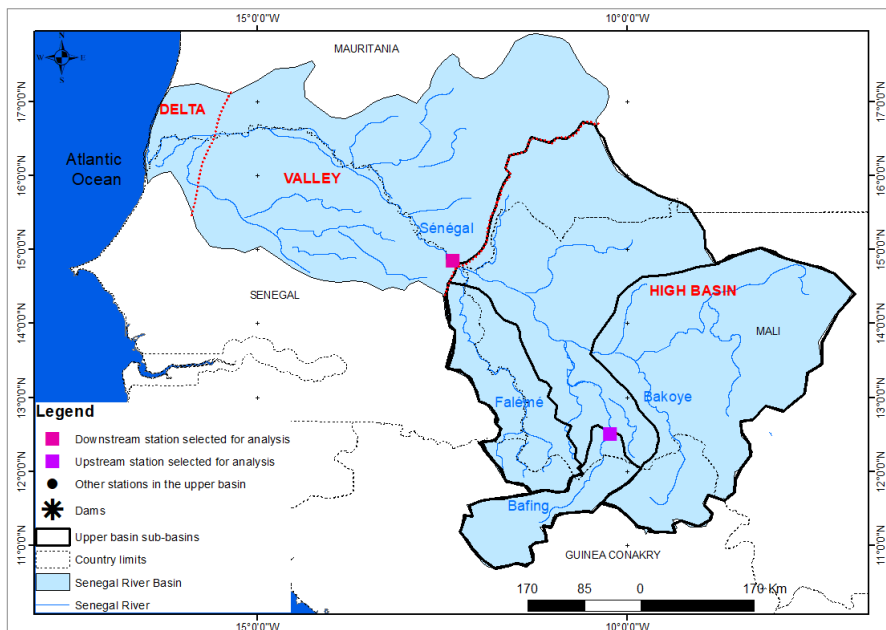 15°0'0"W
10°0'0"W
MAURITANIA
N
W
E
S
17°0'0"N
17°0'0"N
DELTA
Atlantic
Ocean
16°0'0"N
16°0'0"N
VALLEY
Sénégal
15°0'0"N
15°0'0"N
SENEGAL
HIGH BASIN
14°0'0"N
14°0'0"N
MALI
13°0'0"N
13°0'0"N
Falémé
Bakoye
12°0'0"N
12°0'0"N
Bafing
11°0'0"N
11°0'0"N
GUINEA CONAKRY
Legend
Downstream station selected for analysis
Upstream station selected for analysis
Other stations in the upper basin
Dams
Upper basin sub-basins
Country limits
Senegal River Basin
Senegal River
170
85
0
170 Km
15°0'0"W
10°0'0"W